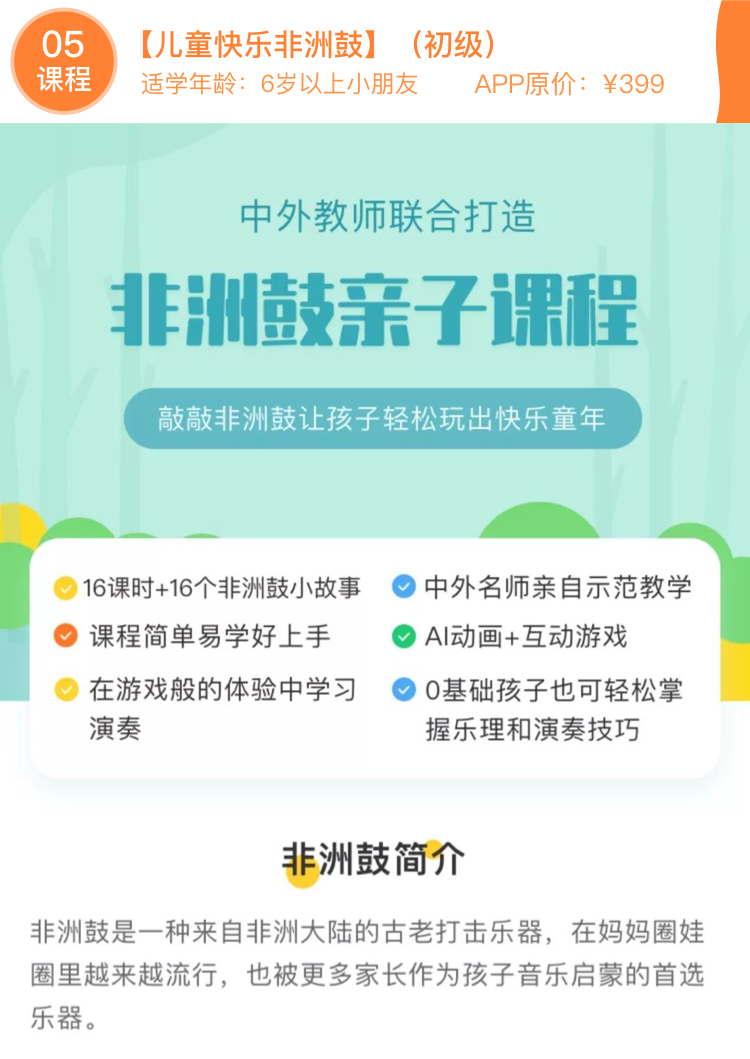 05
课程
【儿童快乐非洲鼓】（初级）
适学年龄：6岁以上小朋友 APP原价：¥399
中外教师联合打造
非洲鼓亲子课程
敲敲非洲鼓让孩子轻松玩出快乐童年
16课时+16个非洲鼓小故事
中外名师亲自示范教学
课程简单易学好上手
AI动画+互动游戏
在游戏般的体验中学习
演奏
0基础孩子也可轻松掌
握乐理和演奏技巧
非洲鼓简介
非洲鼓是一种来自非洲大陆的古老打击乐器，在妈妈圈娃
圈里越来越流行，也被更多家长作为孩子音乐启蒙的首选
乐器。